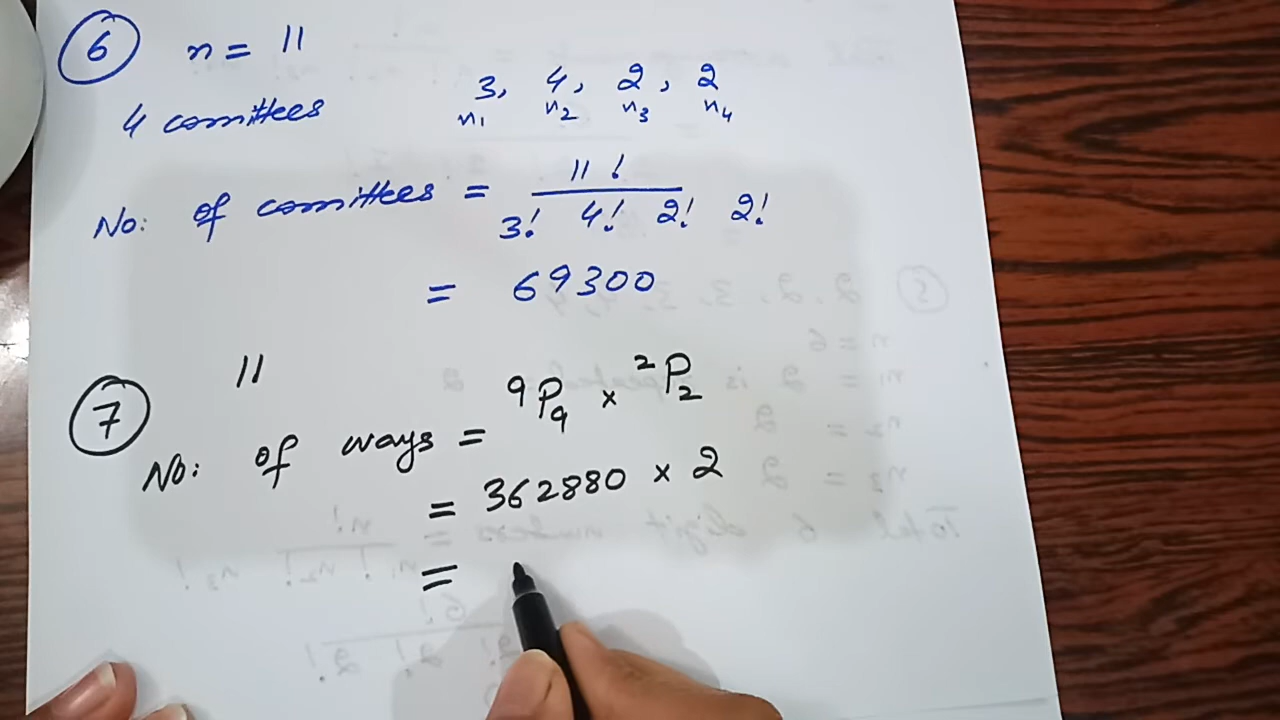 6 n = 11
4 comittees 3, 4, 2, 2
n₁ n₂ n₃ n₄
No: of comittees = 11! / 3! 4! 2! 2!
= 69300
7 11
No: of ways = ⁹P₉ × ²P₂
= 362880 × 2
=